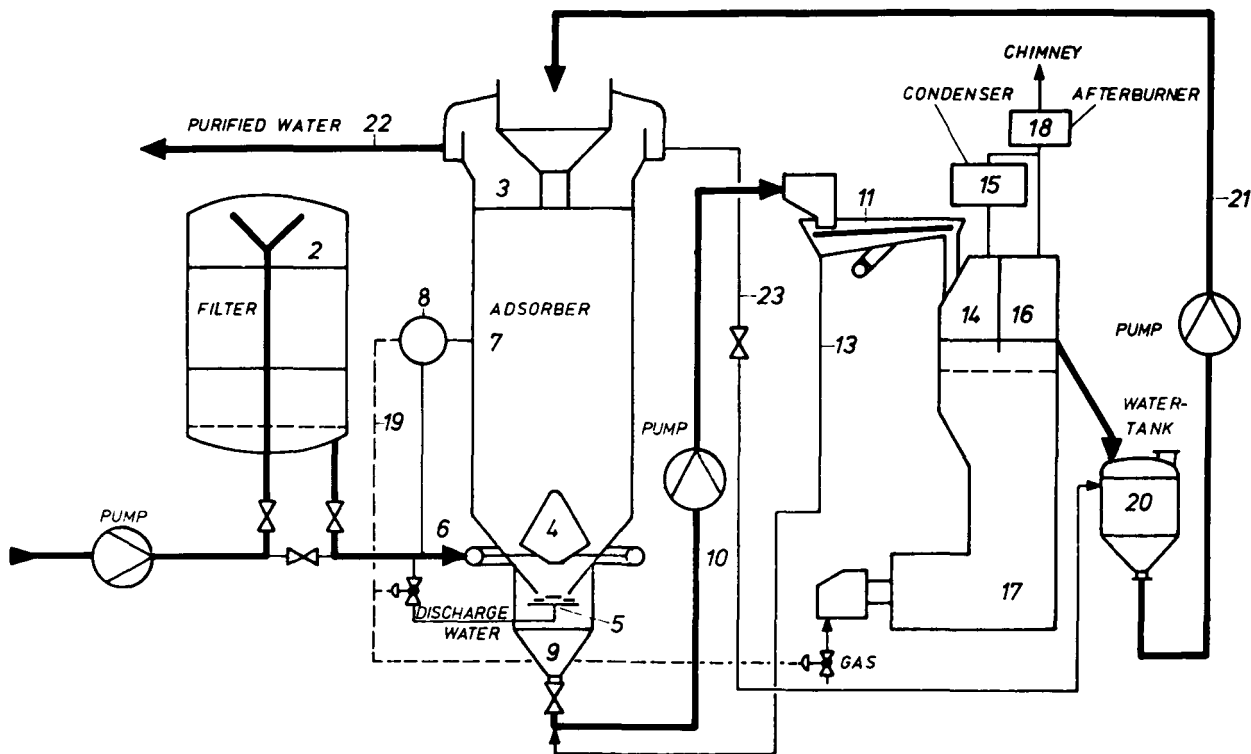 CHIMNEY
CONDENSER
AFTERBURNER
18
PURIFIED WATER
22
3
15
11
21
2
FILTER
8
ADSORBER
7
23
14
16
13
PUMP
19
PUMP
WATER-
TANK
PUMP
6
4
20
10
DISCHARGE
WATER
5
17
9
GAS